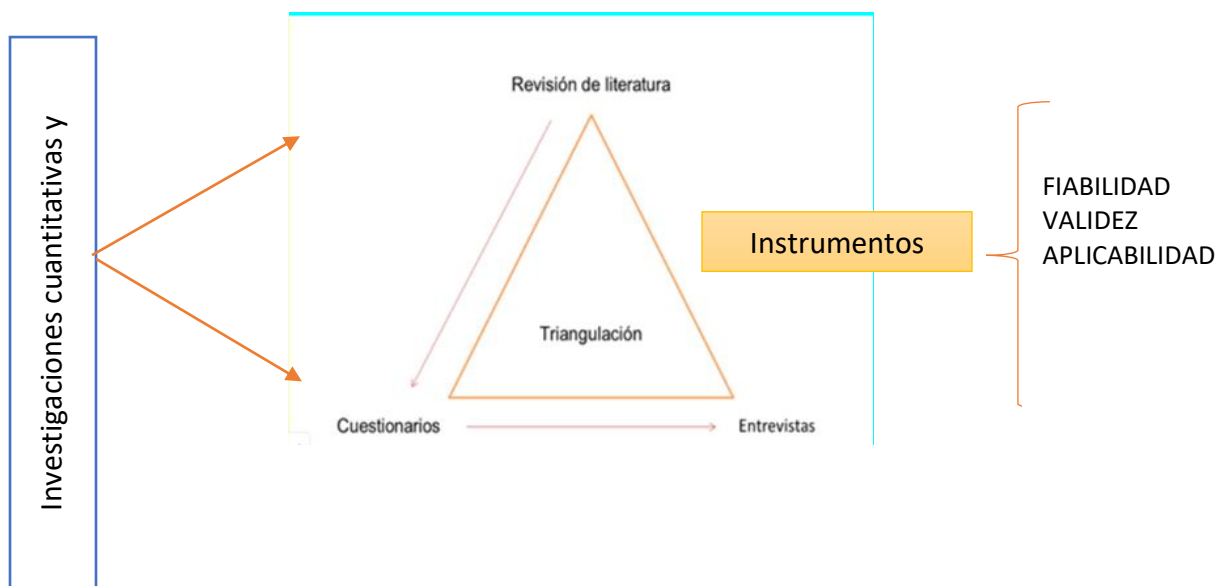 Investigaciones cuantitativas y
Revisión de literatura
Instrumentos
Triangulación
Cuestionarios
Entrevistas
FIABILIDAD
VALIDEZ
APLICABILIDAD